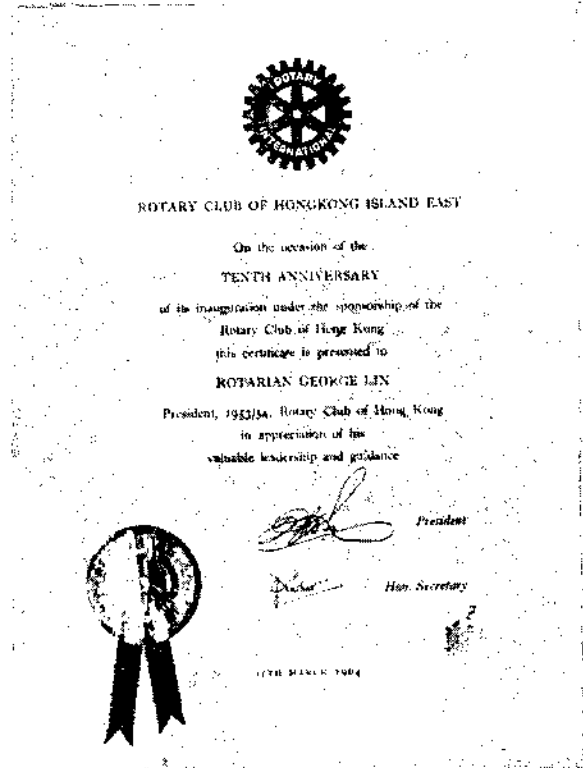 ROTARY
INTERNATIONAL
ROTARY CLUB OF HONGKONG ISLAND EAST
On the occasion of the
TENTH ANNIVERSARY
of its inauguration under the sponsorship of the
Rotary Club of Hong Kong
this certificate is presented to
ROTARIAN GEORGE LIN
President, 1953/54, Rotary Club of Hong Kong
in appreciation of his
valuable leadership and guidance
President
Hon. Secretary
MARCH 1964